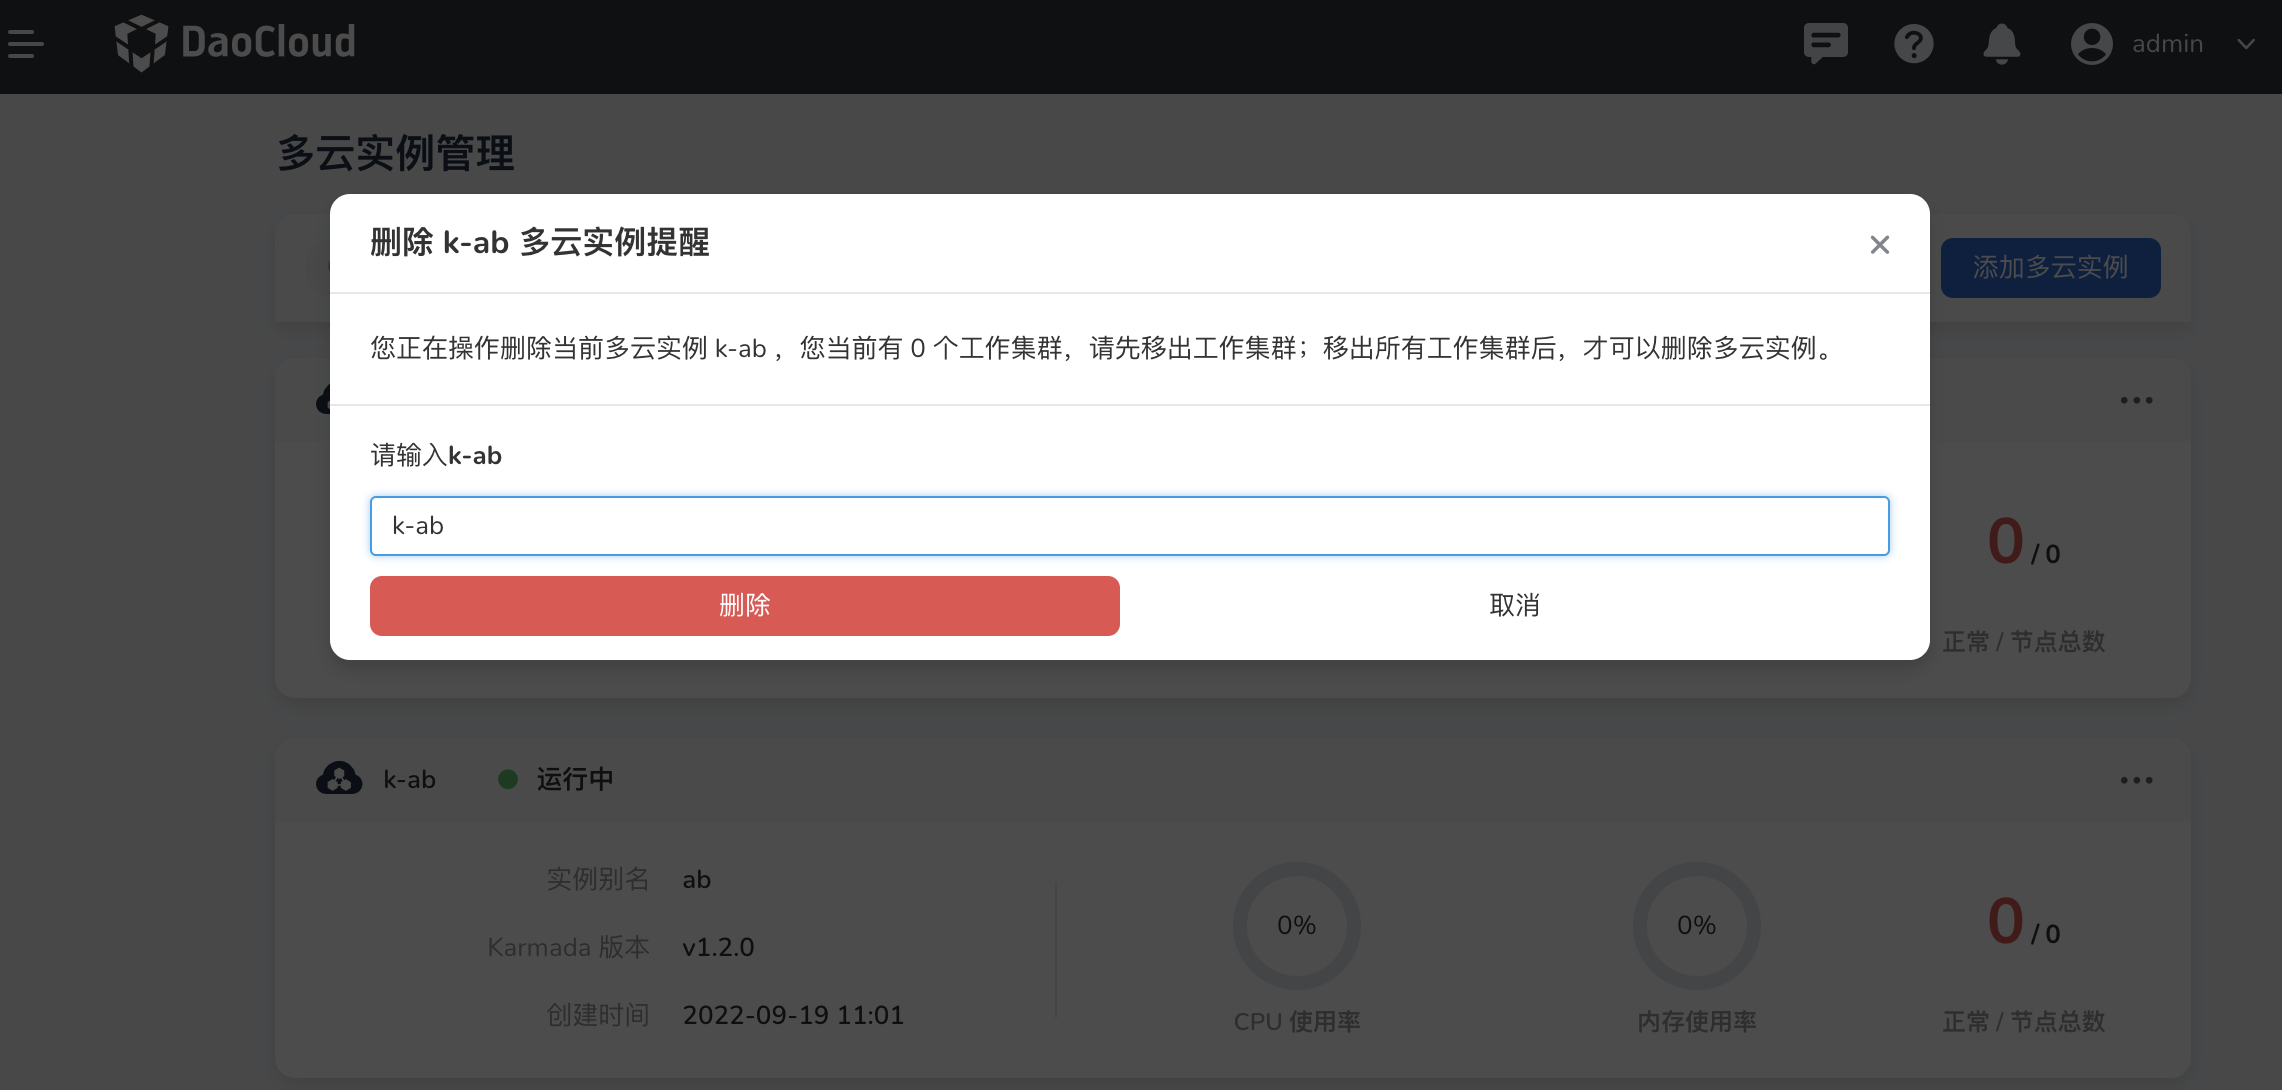 DaoCloud
admin
多云实例管理
添加多云实例
删除 k-ab 多云实例提醒
您正在操作删除当前多云实例 k-ab ，您当前有 0 个工作集群，请先移出工作集群；移出所有工作集群后，才可以删除多云实例。
请输入k-ab
k-ab
删除
取消
0 / 0
正常 / 节点总数
k-ab
运行中
实例别名 ab
Karmada 版本 v1.2.0
创建时间 2022-09-19 11:01
0%
CPU 使用率
0%
内存使用率
0 / 0
正常 / 节点总数